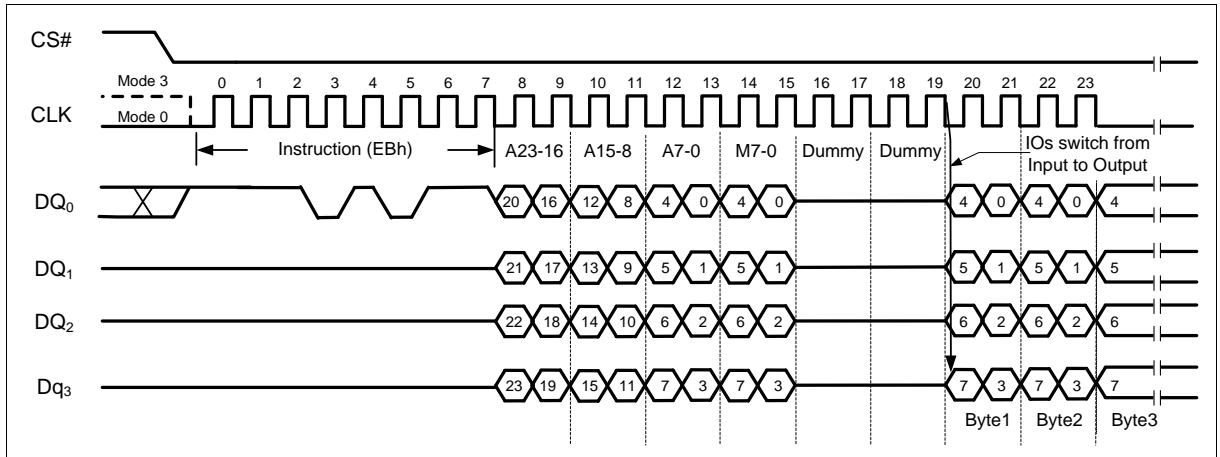 CS#
Mode 3
0 1 2 3 4 5 6 7 8 9 10 11 12 13 14 15 16 17 18 19 20 21 22 23
CLK
Mode 0
Instruction (EBh) A23-16 A15-8 A7-0 M7-0 Dummy Dummy
IOs switch from
Input to Output
DQ0 20 16 12 8 4 0 4 0 4 0 4 0 4
DQ1 21 17 13 9 5 1 5 1 5 1 5 1 5
DQ2 22 18 14 10 6 2 6 2 6 2 6 2 6
Dq3 23 19 15 11 7 3 7 3 7 3 7 3 7
Byte1 Byte2 Byte3